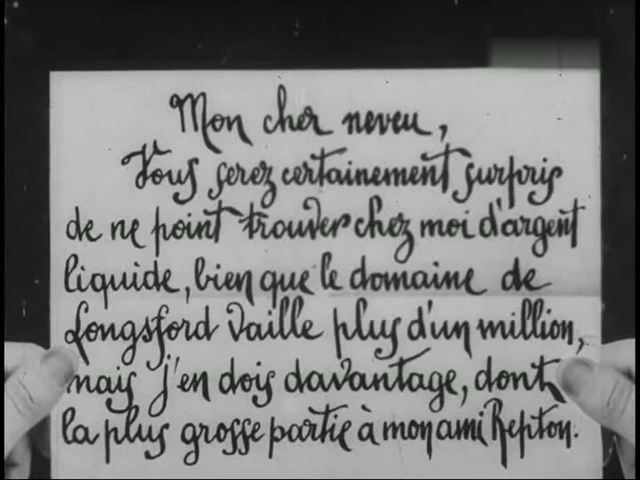 Mon cher neveu,
Vous serez certainement surpris
de ne point trouver chez moi d'argent
liquide, bien que le domaine de
Longsford vaille plus d'un million,
mais j'en dois davantage, dont
la plus grosse partie à mon ami Repton.